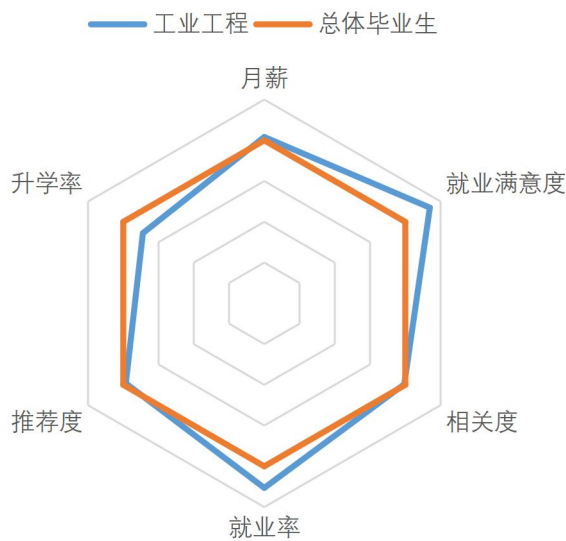 工业工程 总体毕业生
月薪
升学率 就业满意度
推荐度 相关度
就业率